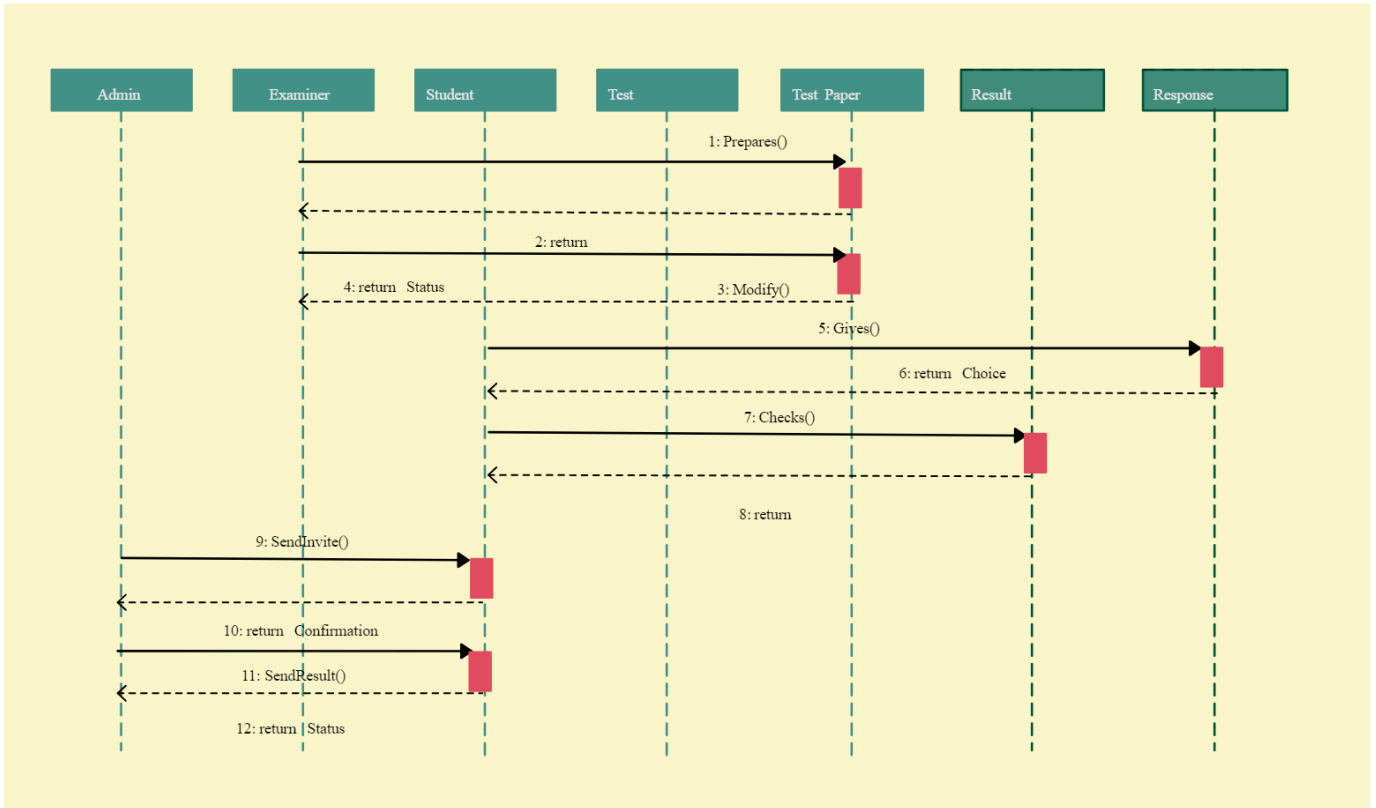 Admin
Examiner
Student
Test
Test Paper
Result
Response
1: Prepares()
2: return
4: return Status
3: Modify()
5: Gives()
6: return Choice
7: Checks()
8: return
9: SendInvite()
10: return Confirmation
11: SendResult()
12: return Status